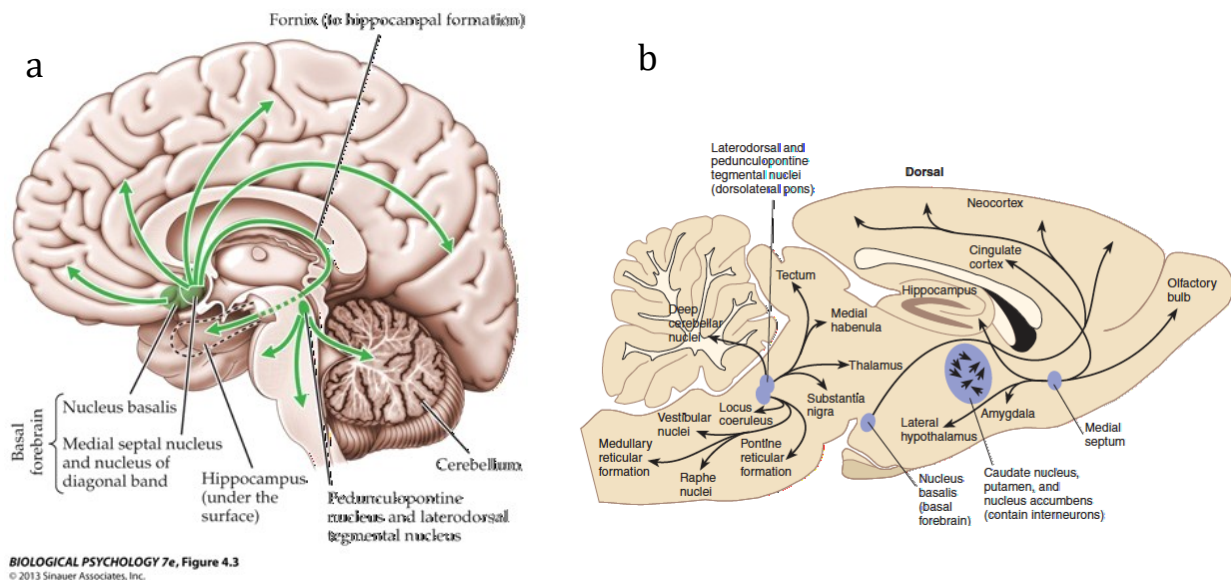 Fornix (to hippocampal formation)
a
Basal
forebrain
Nucleus basalis
Medial septal nucleus
and nucleus of
diagonal band
Hippocampus
(under the
surface)
Cerebellum
Pedunculopontine
nucleus and laterodorsal
tegmental nucleus
BIOLOGICAL PSYCHOLOGY 7e, Figure 4.3
© 2013 Sinauer Associates, Inc.
b
Laterodorsal and
pedunculopontine
tegmental nuclei
(dorsolateral pons)
Dorsal
Neocortex
Cingulate
cortex
Olfactory
bulb
Tectum
Hippocampus
Deep
cerebellar
nuclei
Medial
habenula
Thalamus
Substantia
nigra
Locus
coeruleus
Vestibular
nuclei
Medullary
reticular
formation
Raphe
nuclei
Pontine
reticular
formation
Lateral
hypothalamus
Amygdala
Medial
septum
Nucleus
basalis
(basal
forebrain)
Caudate nucleus,
putamen, and
nucleus accumbens
(contain interneurons)